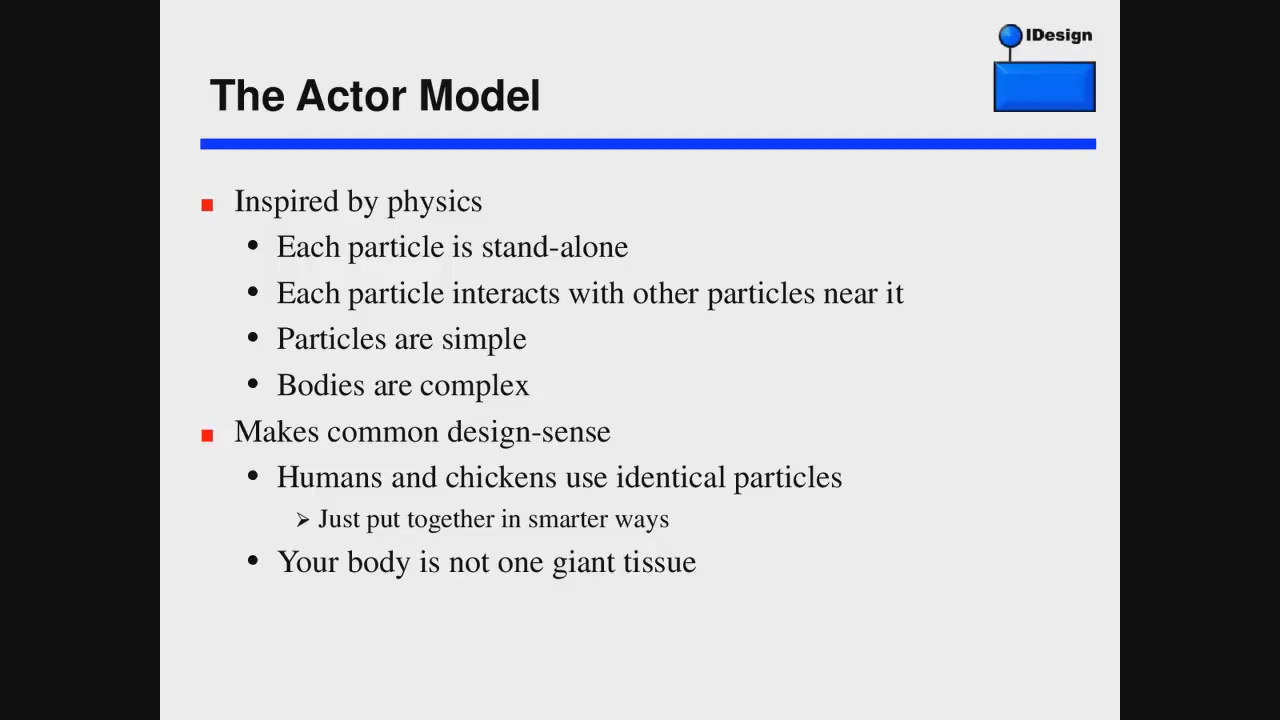 IDesign
The Actor Model
Inspired by physics
• Each particle is stand-alone
• Each particle interacts with other particles near it
• Particles are simple
• Bodies are complex
Makes common design-sense
• Humans and chickens use identical particles
➢ Just put together in smarter ways
• Your body is not one giant tissue